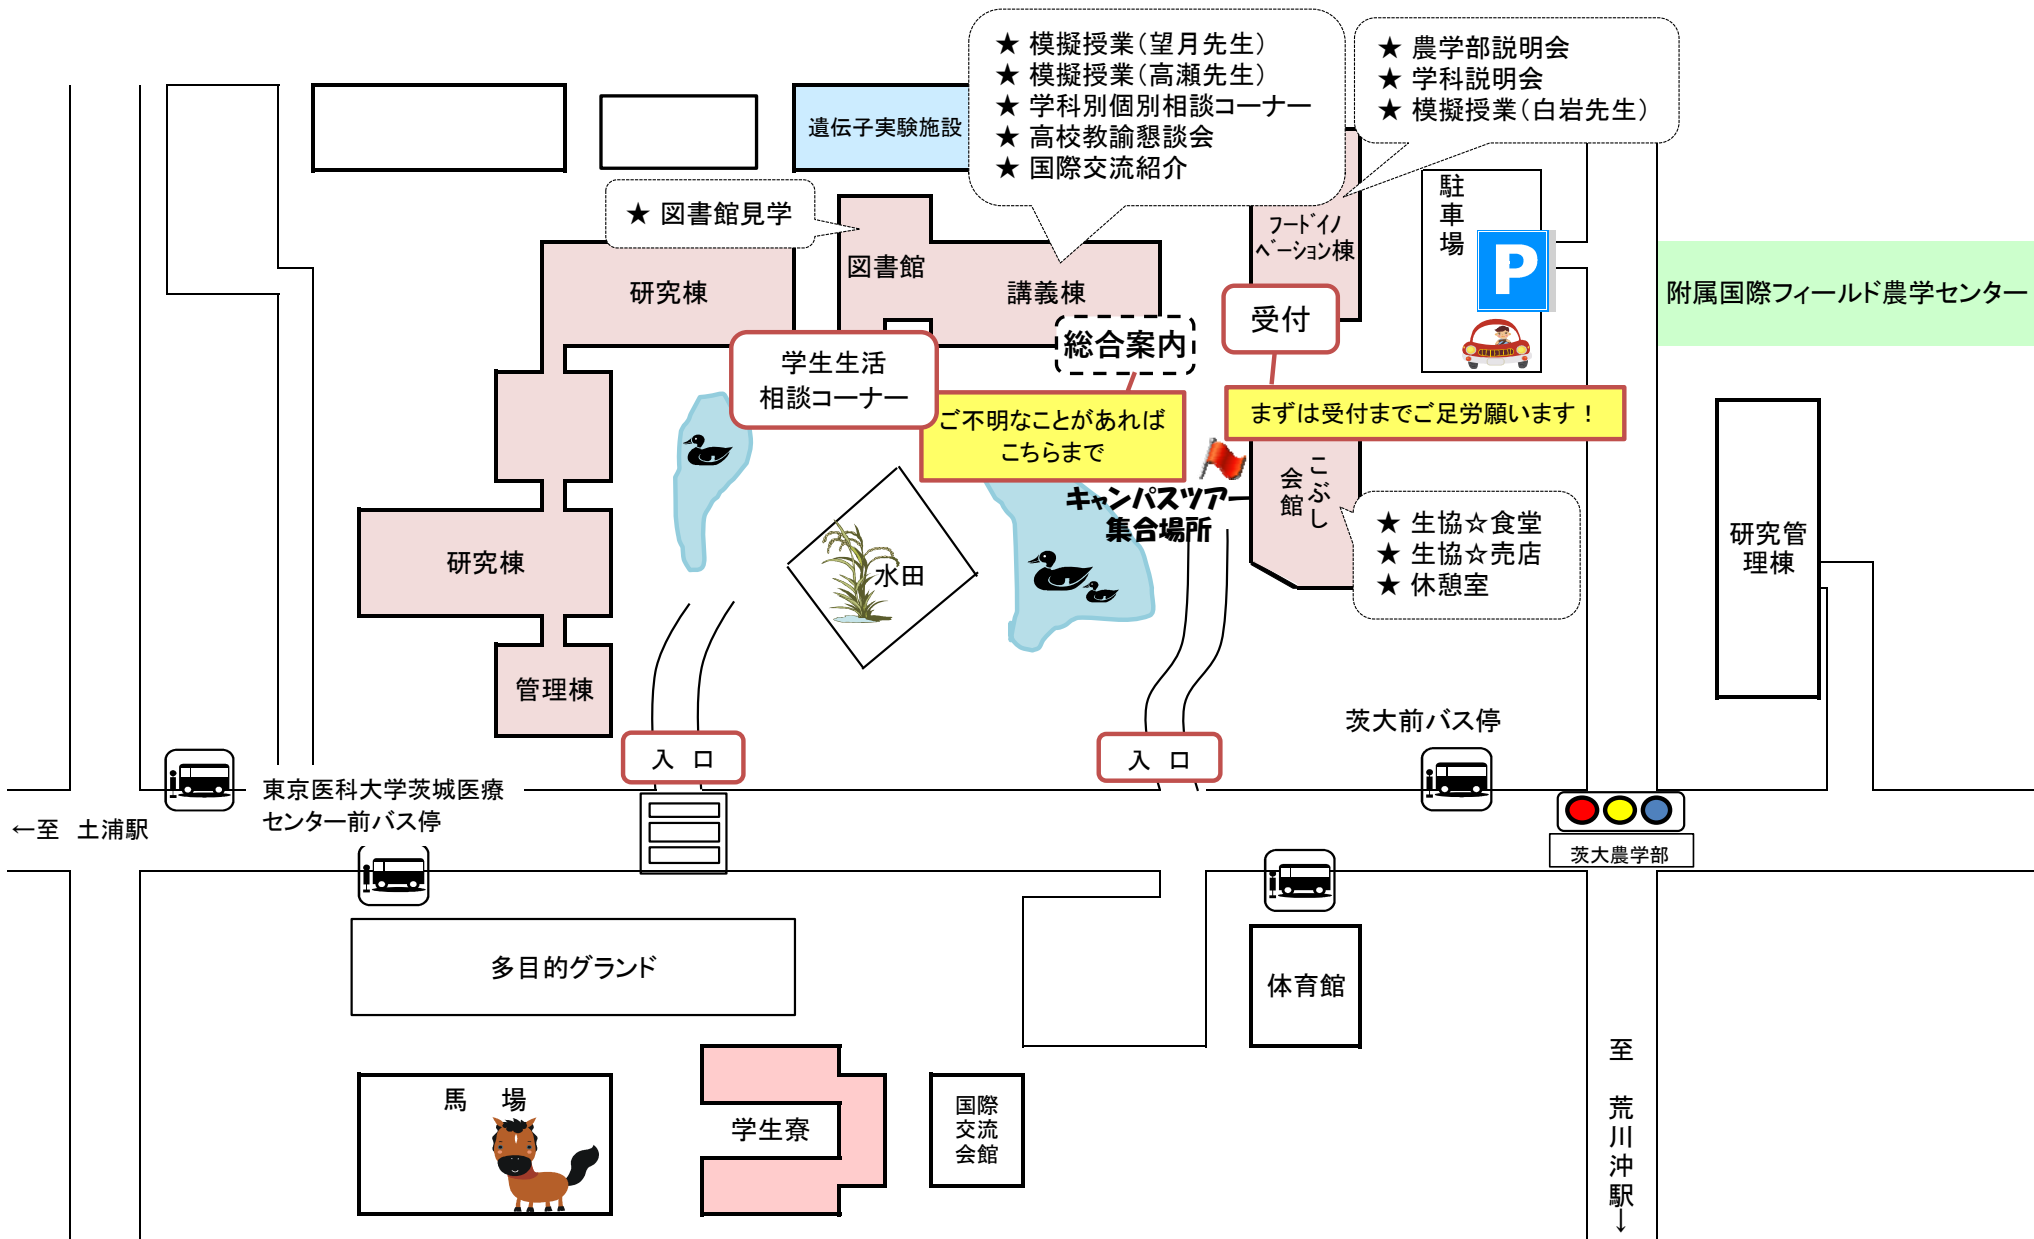 ★ 模擬授業（望月先生）
★ 模擬授業（高瀬先生）
★ 学科別個別相談コーナー
★ 高校教諭懇談会
★ 国際交流紹介
★ 農学部説明会
★ 学科説明会
★ 模擬授業（白岩先生）
遺伝子実験施設
★ 図書館見学
駐車場
P
フードイノ
ベーション棟
図書館
研究棟
講義棟
附属国際フィールド農学センター
受付
総合案内
学生生活
相談コーナー
ご不明なことがあれば
こちらまで
まずは受付までご足労願います！
キャンパスツアー
集合場所
こぶし
会館
★ 生協☆食堂
★ 生協☆売店
★ 休憩室
研究管
理棟
研究棟
水田
管理棟
入 口
入 口
茨大前バス停
東京医科大学茨城医療
センター前バス停
←至 土浦駅
茨大農学部
多目的グランド
体育館
馬 場
学生寮
国際
交流
会館
至 荒川沖駅→